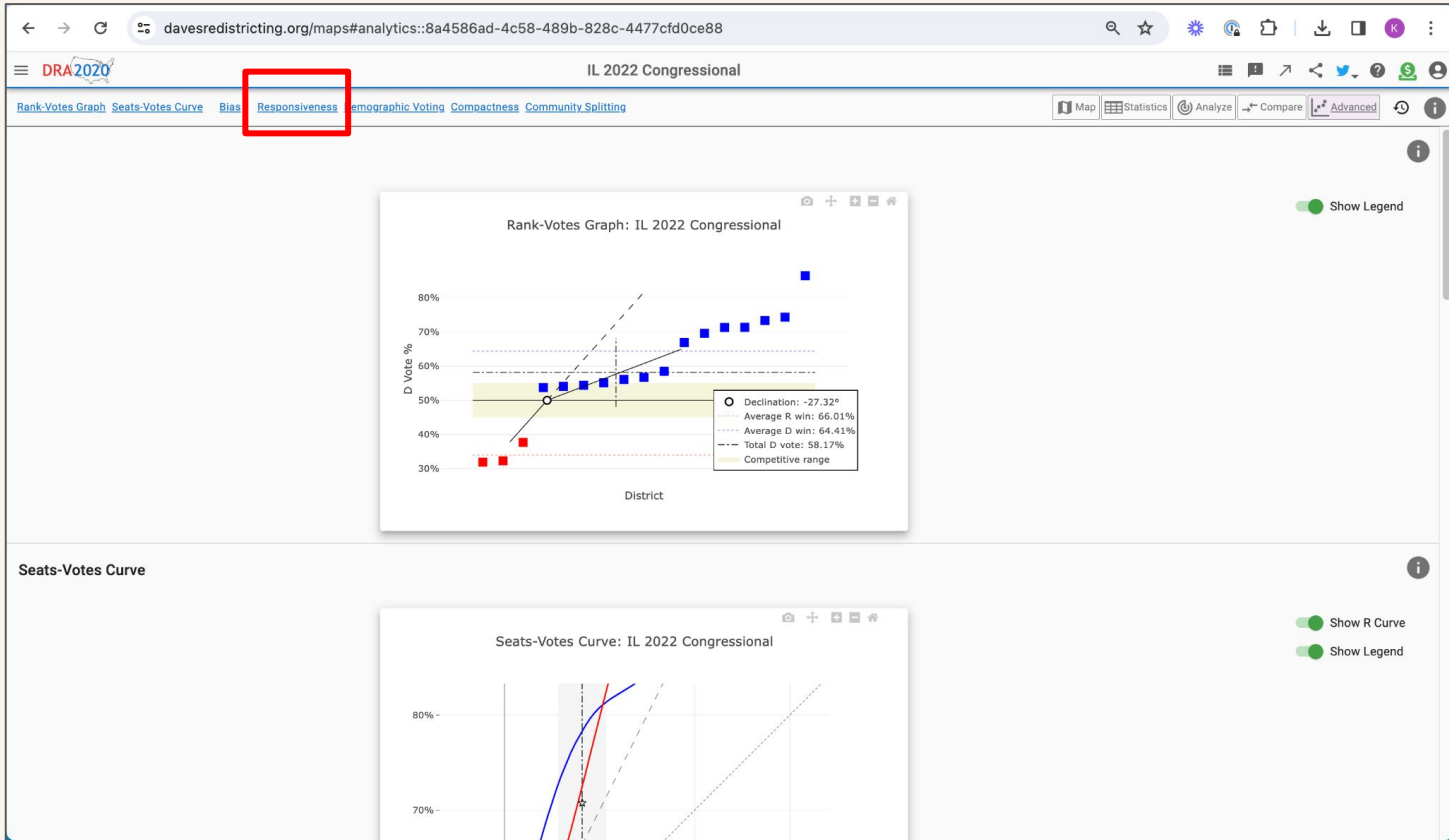 davesredistricting.org/maps#analytics::8a4586ad-4c58-489b-828c-4477cfd0ce88
K
DRA2020
IL 2022 Congressional
Rank-Votes Graph Seats-Votes Curve Bias Responsiveness Demographic Voting Compactness Community Splitting
Map Statistics Analyze Compare Advanced
Show Legend
Rank-Votes Graph: IL 2022 Congressional
80%
70%
60%
50%
40%
30%
D Vote %
Declination: -27.32°
Average R win: 66.01%
Average D win: 64.41%
Total D vote: 58.17%
Competitive range
District
Seats-Votes Curve
Show R Curve
Show Legend
Seats-Votes Curve: IL 2022 Congressional
80%
70%